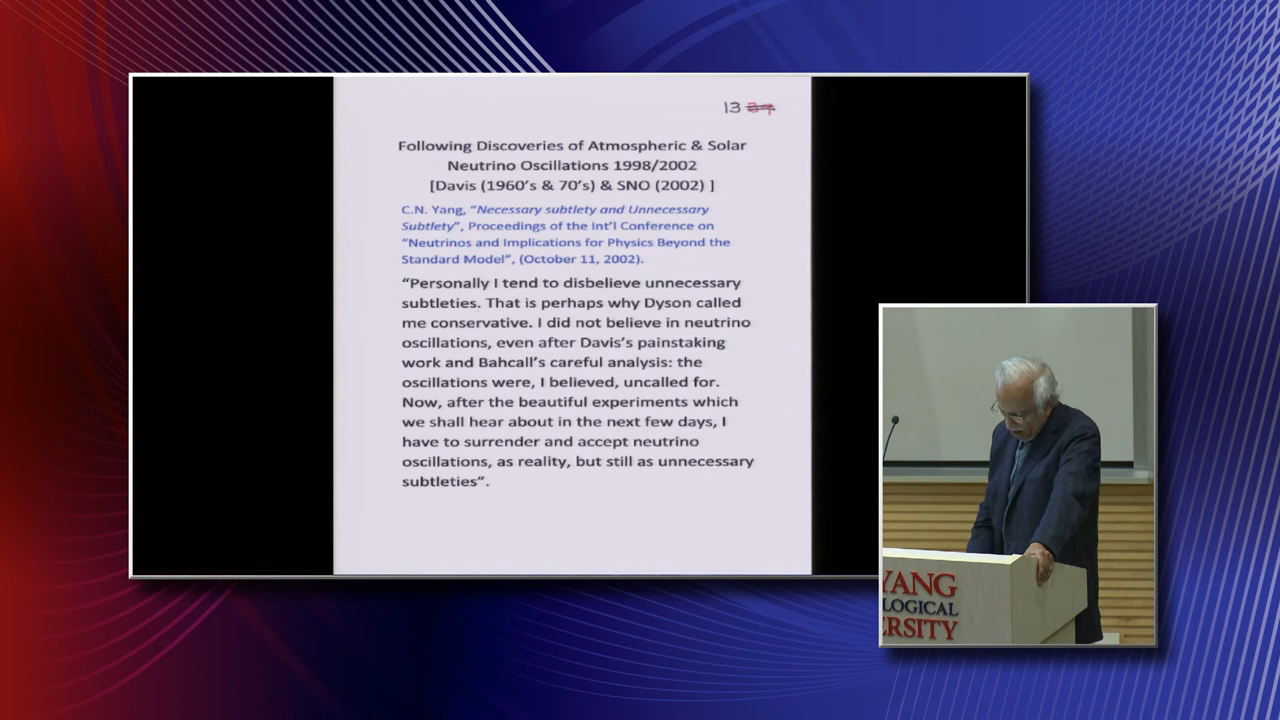 13 39
Following Discoveries of Atmospheric & Solar
Neutrino Oscillations 1998/2002
[Davis (1960's & 70's) & SNO (2002) ]
C.N. Yang, "Necessary subtlety and Unnecessary
Subtlety", Proceedings of the Int'l Conference on
"Neutrinos and Implications for Physics Beyond the
Standard Model", (October 11, 2002).
"Personally I tend to disbelieve unnecessary
subtleties. That is perhaps why Dyson called
me conservative. I did not believe in neutrino
oscillations, even after Davis's painstaking
work and Bahcall's careful analysis: the
oscillations were, I believed, uncalled for.
Now, after the beautiful experiments which
we shall hear about in the next few days, I
have to surrender and accept neutrino
oscillations, as reality, but still as unnecessary
subtleties".
YANG
LOGICAL
ERSITY